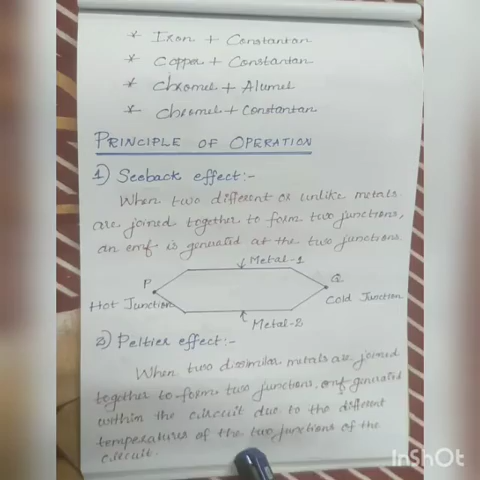 * Iron + Constantan
* Copper + Constantan
* Chromel + Alumel
* Chromel + Constantan
PRINCIPLE OF OPERATION
1) Seeback effect:-
When two different or unlike metals
are joined together to form two junctions,
an emf is generated at the two junctions.
Metal-1
P
Q
Hot Junction
Cold Junction
Metal-2
2) Peltier effect:-
When two dissimilar metals are joined
together to form two junctions, emf generated
within the circuit due to the different
temperatures of the two junctions of the
circuit.
InShOt